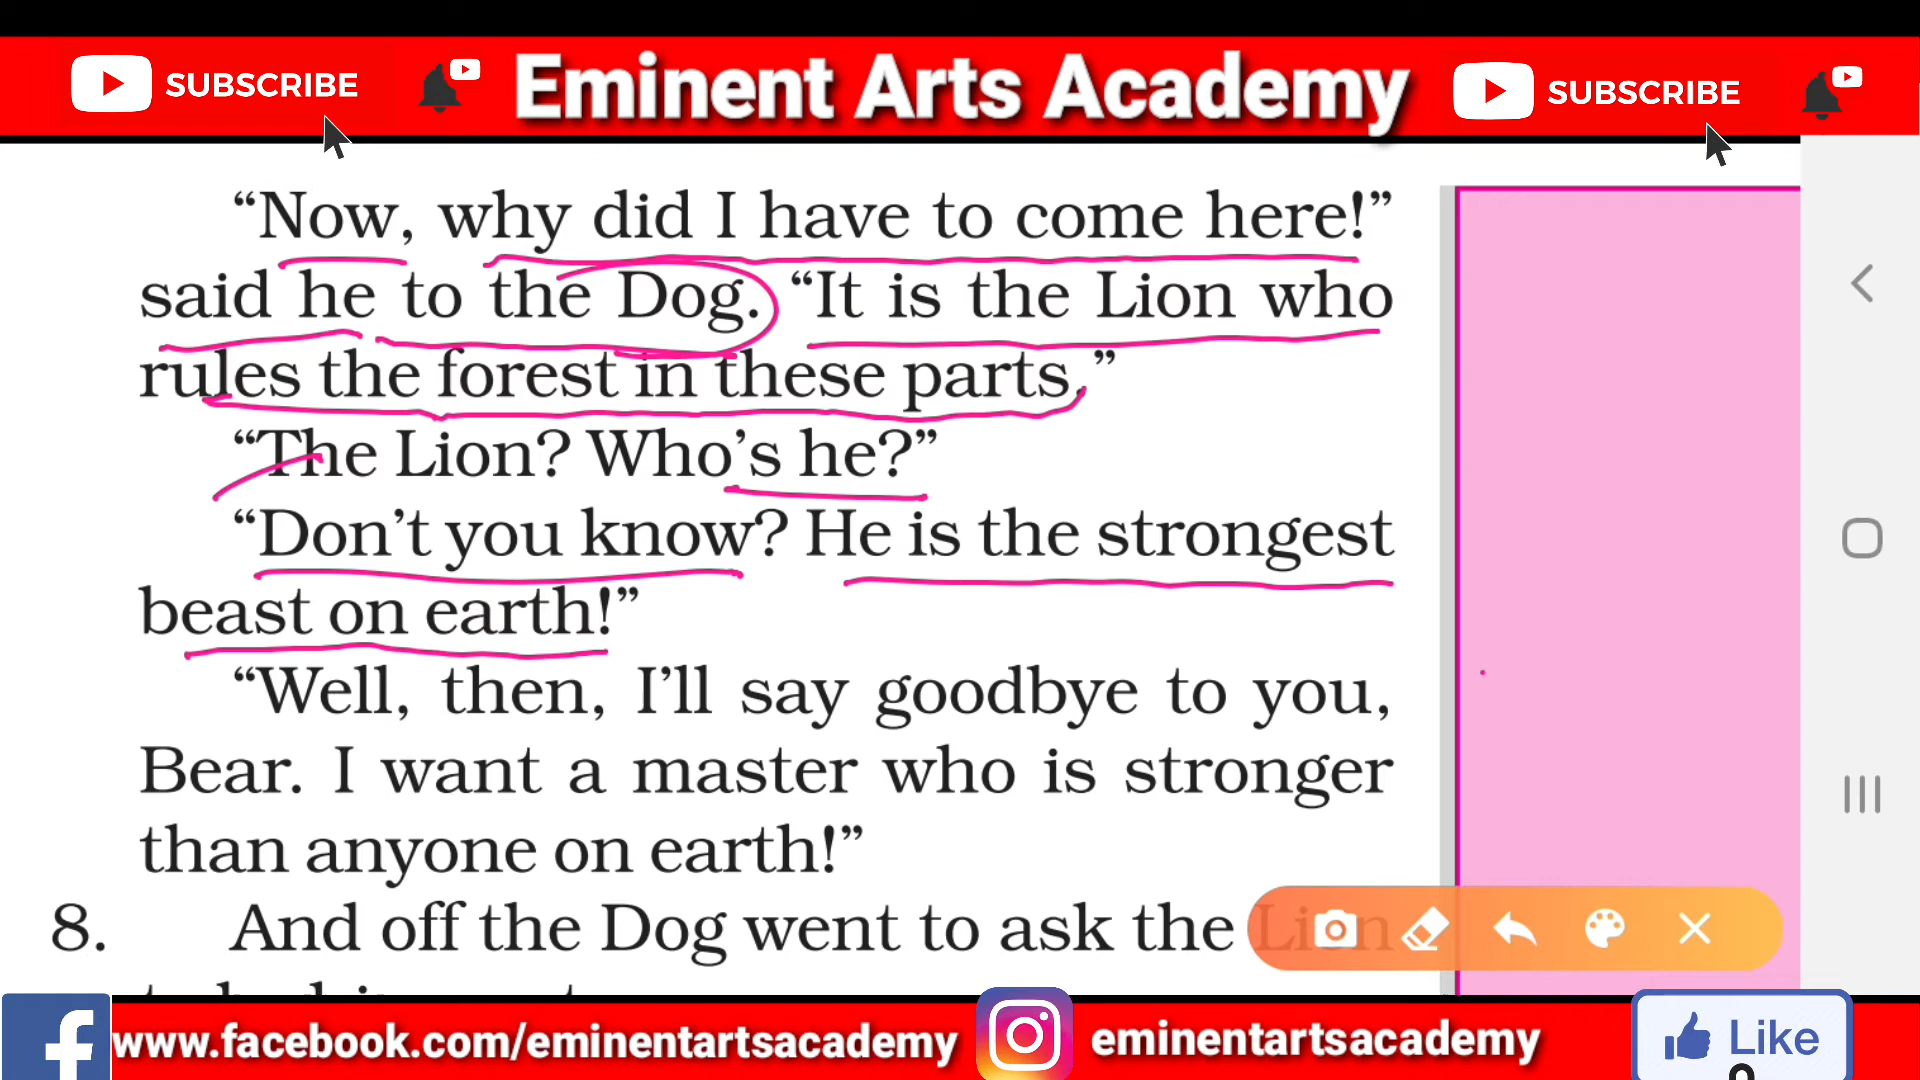 SUBSCRIBE Eminent Arts Academy SUBSCRIBE
“Now, why did I have to come here!”
said he to the Dog. “It is the Lion who
rules the forest in these parts.”
“The Lion? Who’s he?”
“Don’t you know? He is the strongest
beast on earth!”
“Well, then, I’ll say goodbye to you,
Bear. I want a master who is stronger
than anyone on earth!”
8. And off the Dog went to ask the Lion
www.facebook.com/eminentartsacademy eminentartsacademy Like